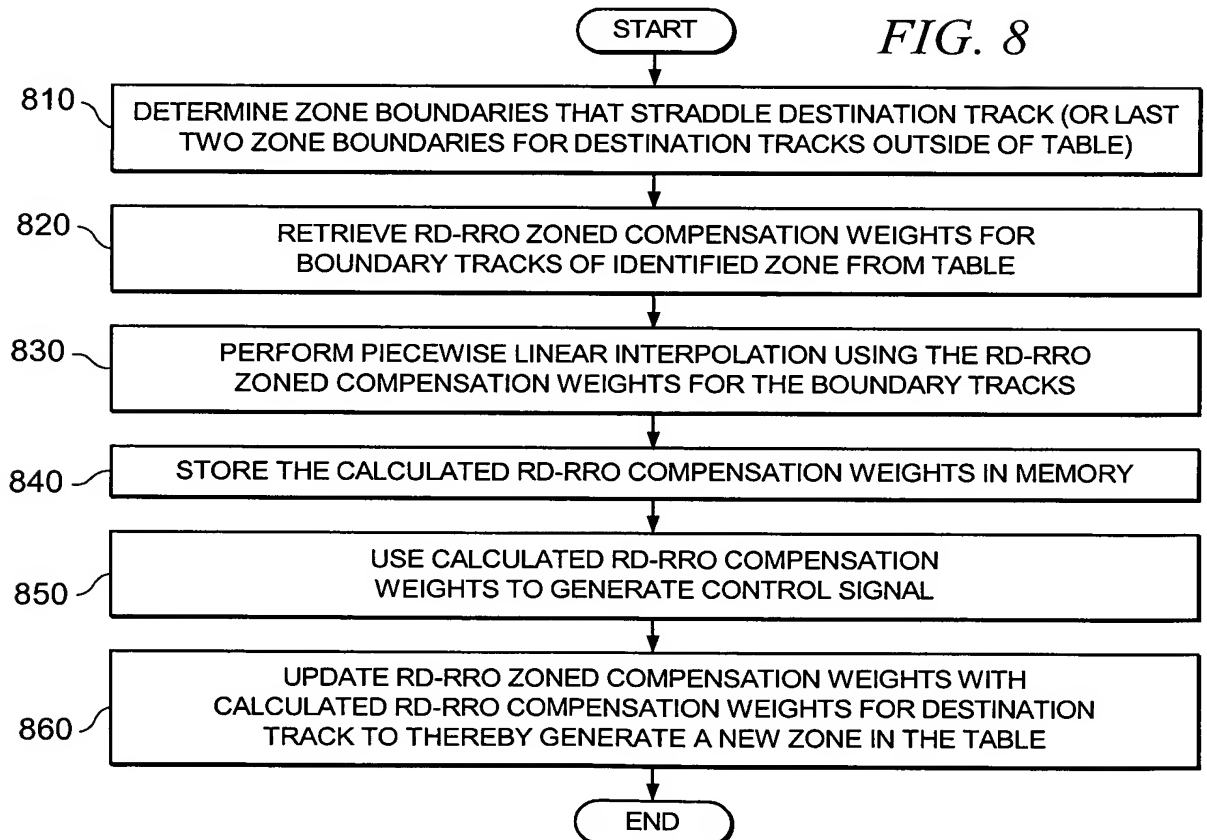 START
FIG. 8
810
DETERMINE ZONE BOUNDARIES THAT STRADDLE DESTINATION TRACK (OR LAST
TWO ZONE BOUNDARIES FOR DESTINATION TRACKS OUTSIDE OF TABLE)
820
RETRIEVE RD-RRO ZONED COMPENSATION WEIGHTS FOR
BOUNDARY TRACKS OF IDENTIFIED ZONE FROM TABLE
830
PERFORM PIECEWISE LINEAR INTERPOLATION USING THE RD-RRO
ZONED COMPENSATION WEIGHTS FOR THE BOUNDARY TRACKS
840
STORE THE CALCULATED RD-RRO COMPENSATION WEIGHTS IN MEMORY
850
USE CALCULATED RD-RRO COMPENSATION
WEIGHTS TO GENERATE CONTROL SIGNAL
860
UPDATE RD-RRO ZONED COMPENSATION WEIGHTS WITH
CALCULATED RD-RRO COMPENSATION WEIGHTS FOR DESTINATION
TRACK TO THEREBY GENERATE A NEW ZONE IN THE TABLE
END